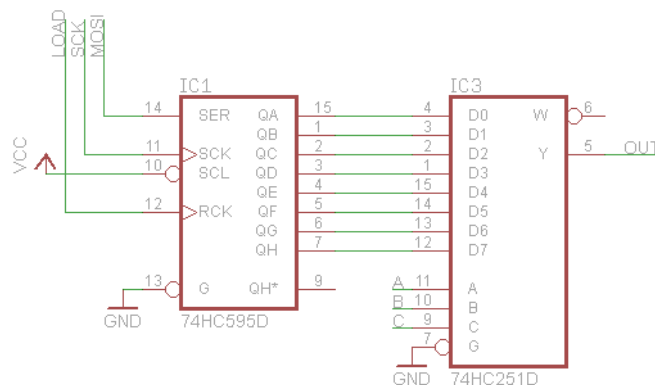 LOAD
SCK
MOSI
IC1
IC3
14 SER QA 15 4 D0 W 6
QB 1 3 D1
VCC
11 SCK QC 2 2 D2 Y 5 OUT
10 SCL QD 3 1 D3
QE 4 15 D4
12 RCK QF 5 14 D5
QG 6 13 D6
QH 7 12 D7
13 G QH* 9 A 11 A
B 10 B
C 9 C
GND
74HC595D
7 G
GND
74HC251D